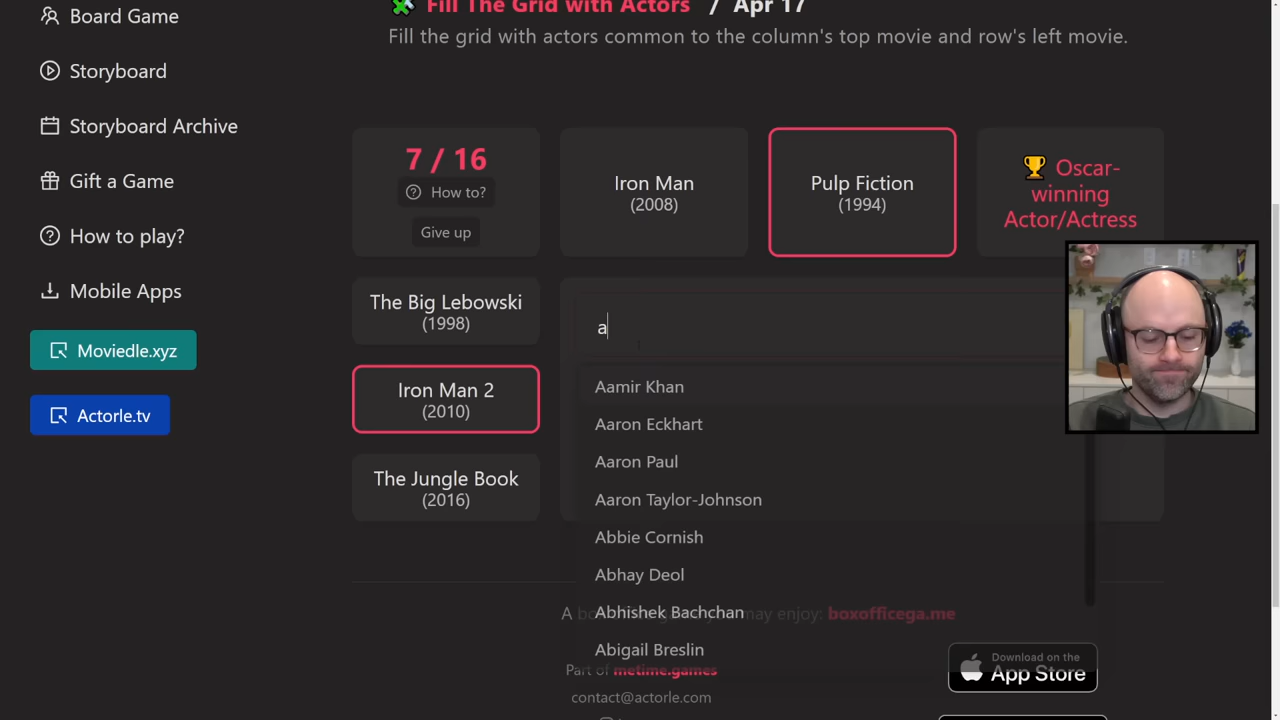 Board Game
Storyboard
Storyboard Archive
Gift a Game
How to play?
Mobile Apps
Moviedle.xyz
Actorle.tv
Fill The Grid with Actors / Apr 17
Fill the grid with actors common to the column's top movie and row's left movie.
7 / 16
How to?
Give up
Iron Man
(2008)
Pulp Fiction
(1994)
Oscar-
winning
Actor/Actress
The Big Lebowski
(1998)
Iron Man 2
(2010)
The Jungle Book
(2016)
a
Aamir Khan
Aaron Eckhart
Aaron Paul
Aaron Taylor-Johnson
Abbie Cornish
Abhay Deol
Abhishek Bachchan
Abigail Breslin
A bo may enjoy: boxofficega.me
Part of metime.games
contact@actorle.com
Download on the
App Store